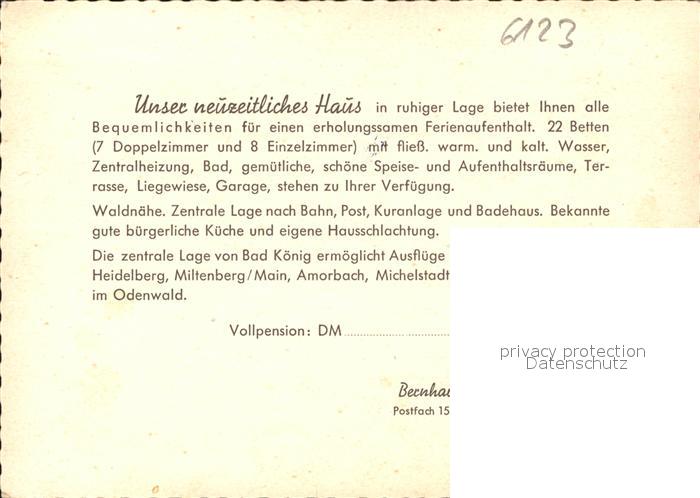 6123
Unser neuzeitliches Haus in ruhiger Lage bietet Ihnen alle
Bequemlichkeiten für einen erholungssamen Ferienaufenthalt. 22 Betten
(7 Doppelzimmer und 8 Einzelzimmer) mit fließ. warm. und kalt. Wasser,
Zentralheizung, Bad, gemütliche, schöne Speise- und Aufenthaltsräume, Ter-
rasse, Liegewiese, Garage, stehen zu Ihrer Verfügung.
Waldnähe. Zentrale Lage nach Bahn, Post, Kuranlage und Badehaus. Bekannte
gute bürgerliche Küche und eigene Hausschlachtung.
Die zentrale Lage von Bad König ermöglicht Ausflüge
Heidelberg, Miltenberg/Main, Amorbach, Michelstadt
im Odenwald.
Vollpension: DM
privacy protection
Datenschutz
Postfach 15